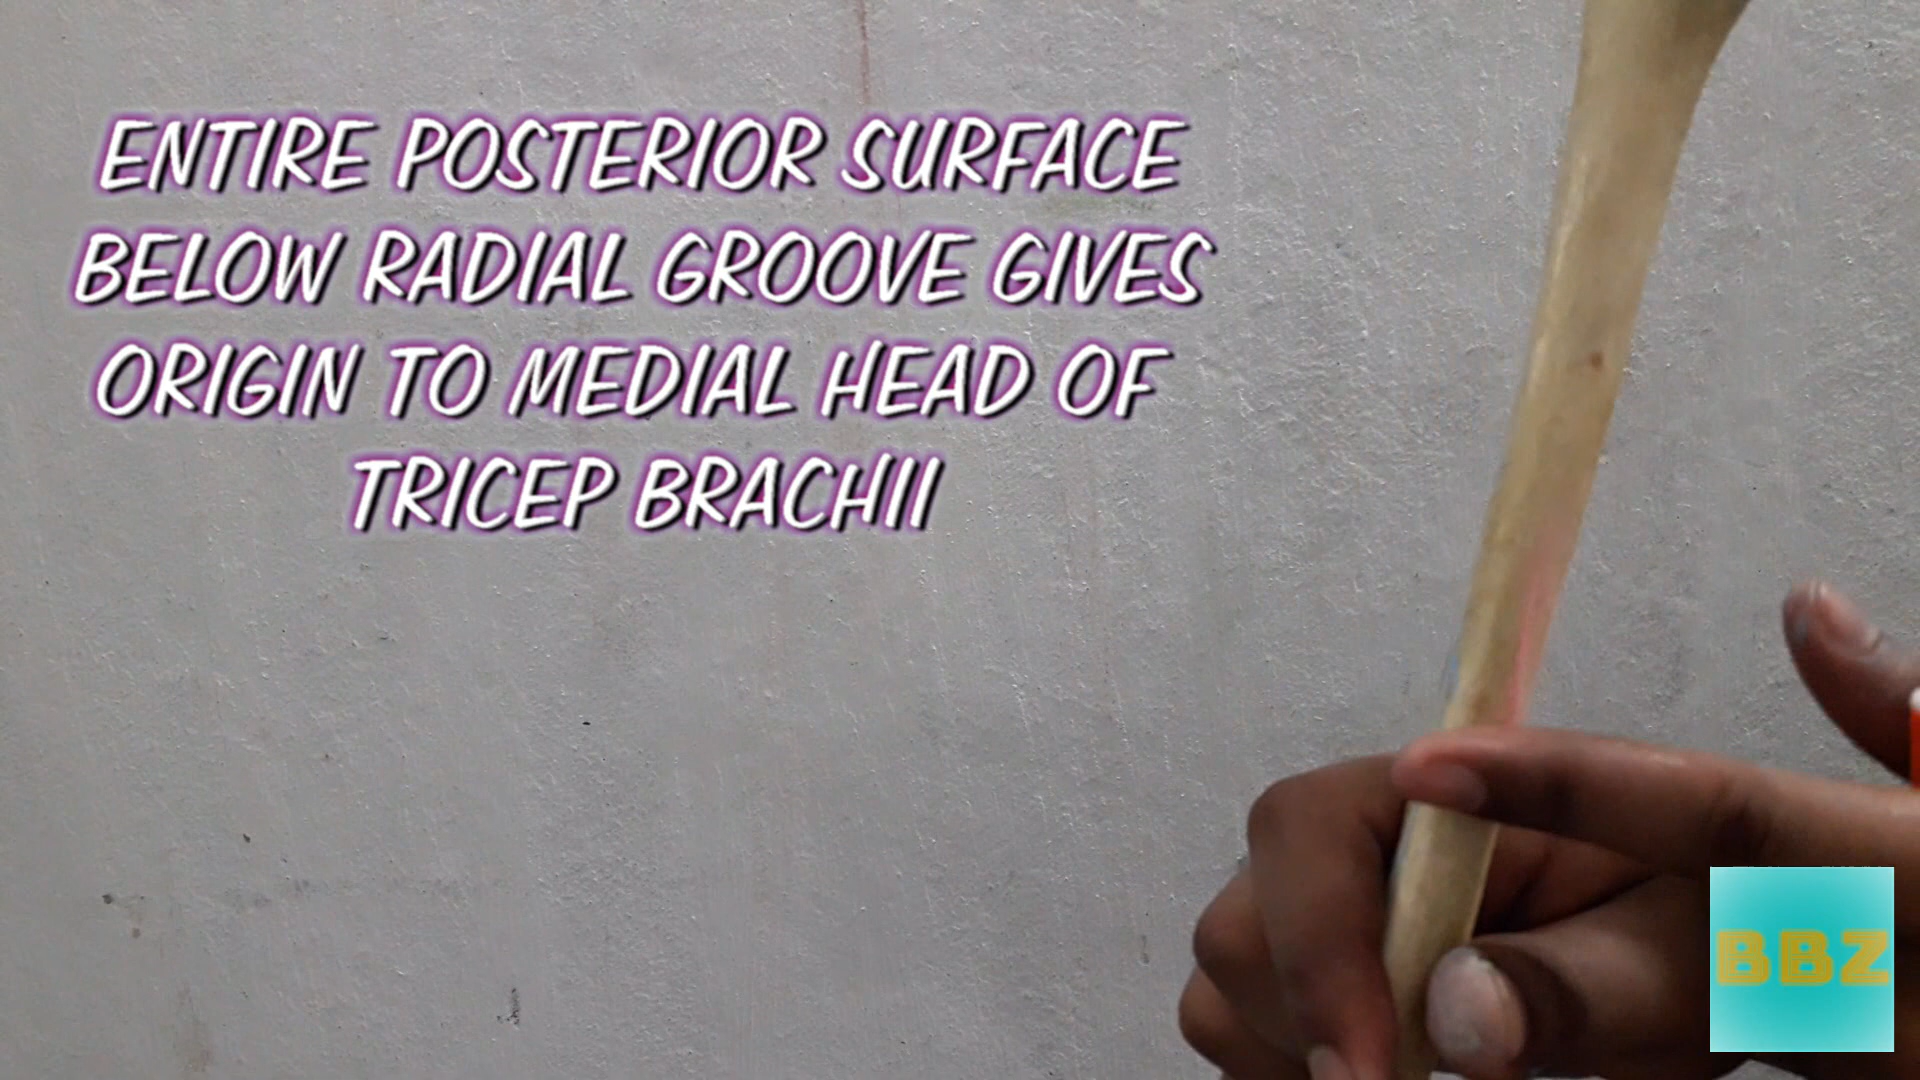 ENTIRE POSTERIOR SURFACE
BELOW RADIAL GROOVE GIVES
ORIGIN TO MEDIAL HEAD OF
TRICEP BRACHII
BBZ